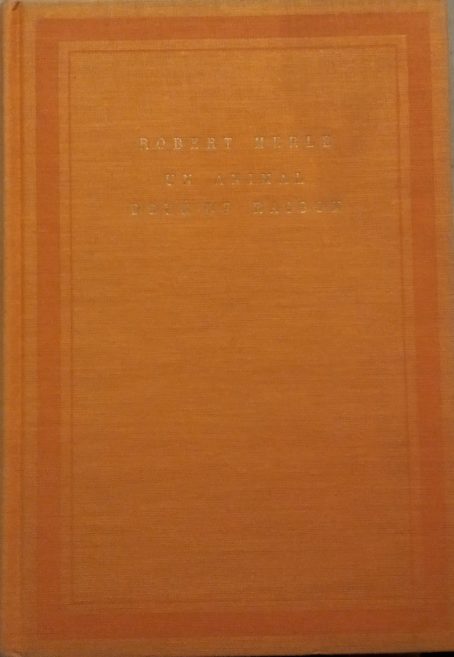 ROBERT MERLE
UN ANIMAL
DOUÉ DE RAISON